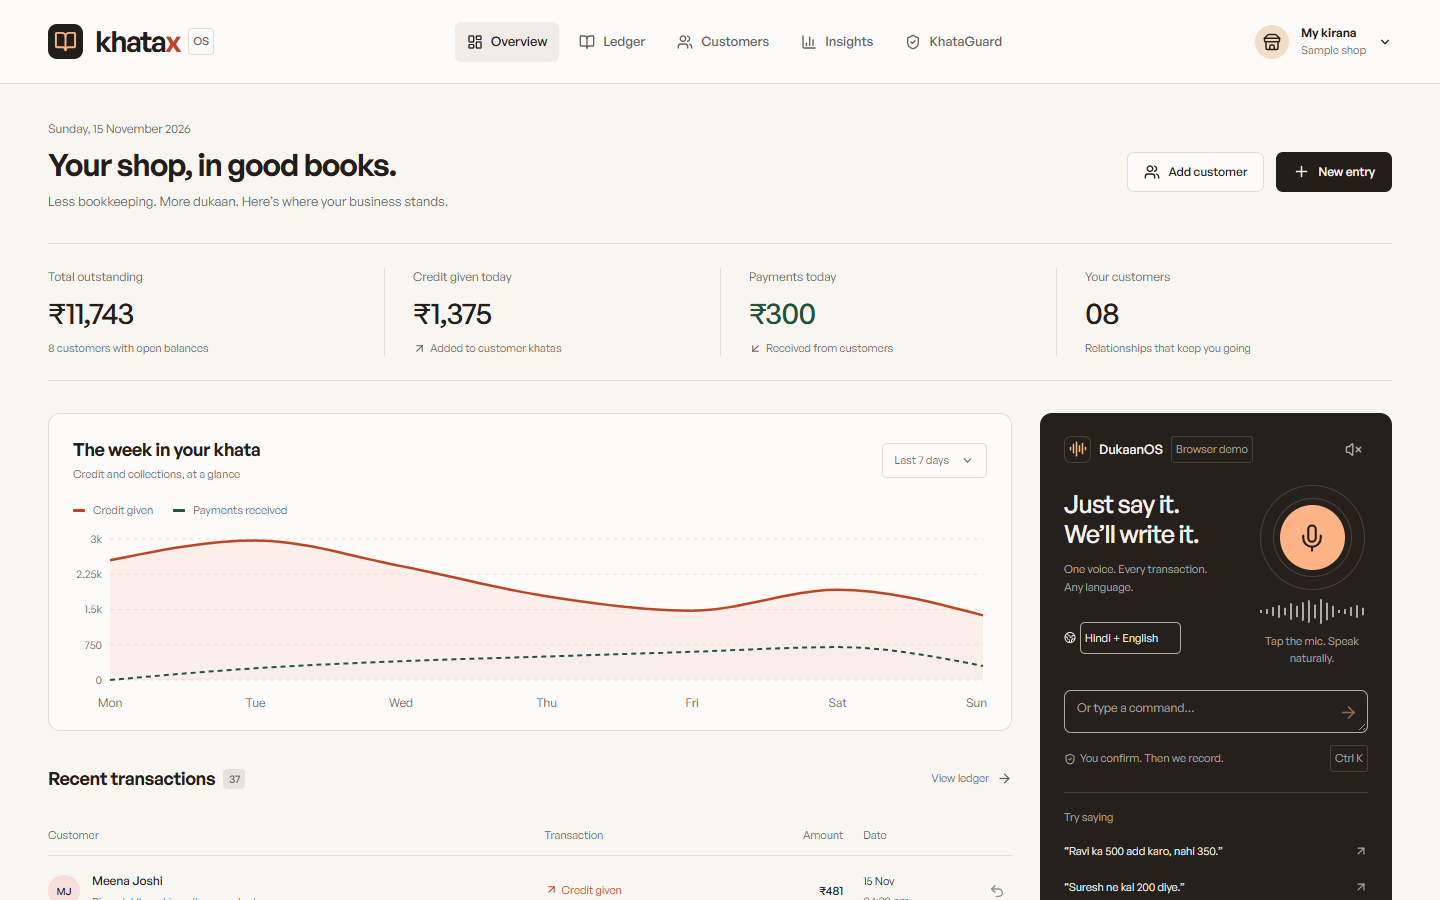 khatax OS
Overview
Ledger
Customers
Insights
KhataGuard
My kirana
Sample shop
Sunday, 15 November 2026
Your shop, in good books.
Less bookkeeping. More dukaan. Here's where your business stands.
Add customer
New entry
Total outstanding
₹11,743
8 customers with open balances
Credit given today
₹1,375
Added to customer khatas
Payments today
₹300
Received from customers
Your customers
08
Relationships that keep you going
The week in your khata
Credit and collections, at a glance
Last 7 days
Credit given
Payments received
3k
2.25k
1.5k
750
0
Mon
Tue
Wed
Thu
Fri
Sat
Sun
Recent transactions 37
View ledger
Customer
Transaction
Amount
Date
MJ
Meena Joshi
Credit given
₹481
15 Nov
DukaanOS
Browser demo
Just say it.
We'll write it.
One voice. Every transaction.
Any language.
Hindi + English
Tap the mic. Speak
naturally.
Or type a command...
You confirm. Then we record.
Ctrl K
Try saying
"Ravi ka 500 add karo, nahi 350."
"Suresh ne kal 200 diye."